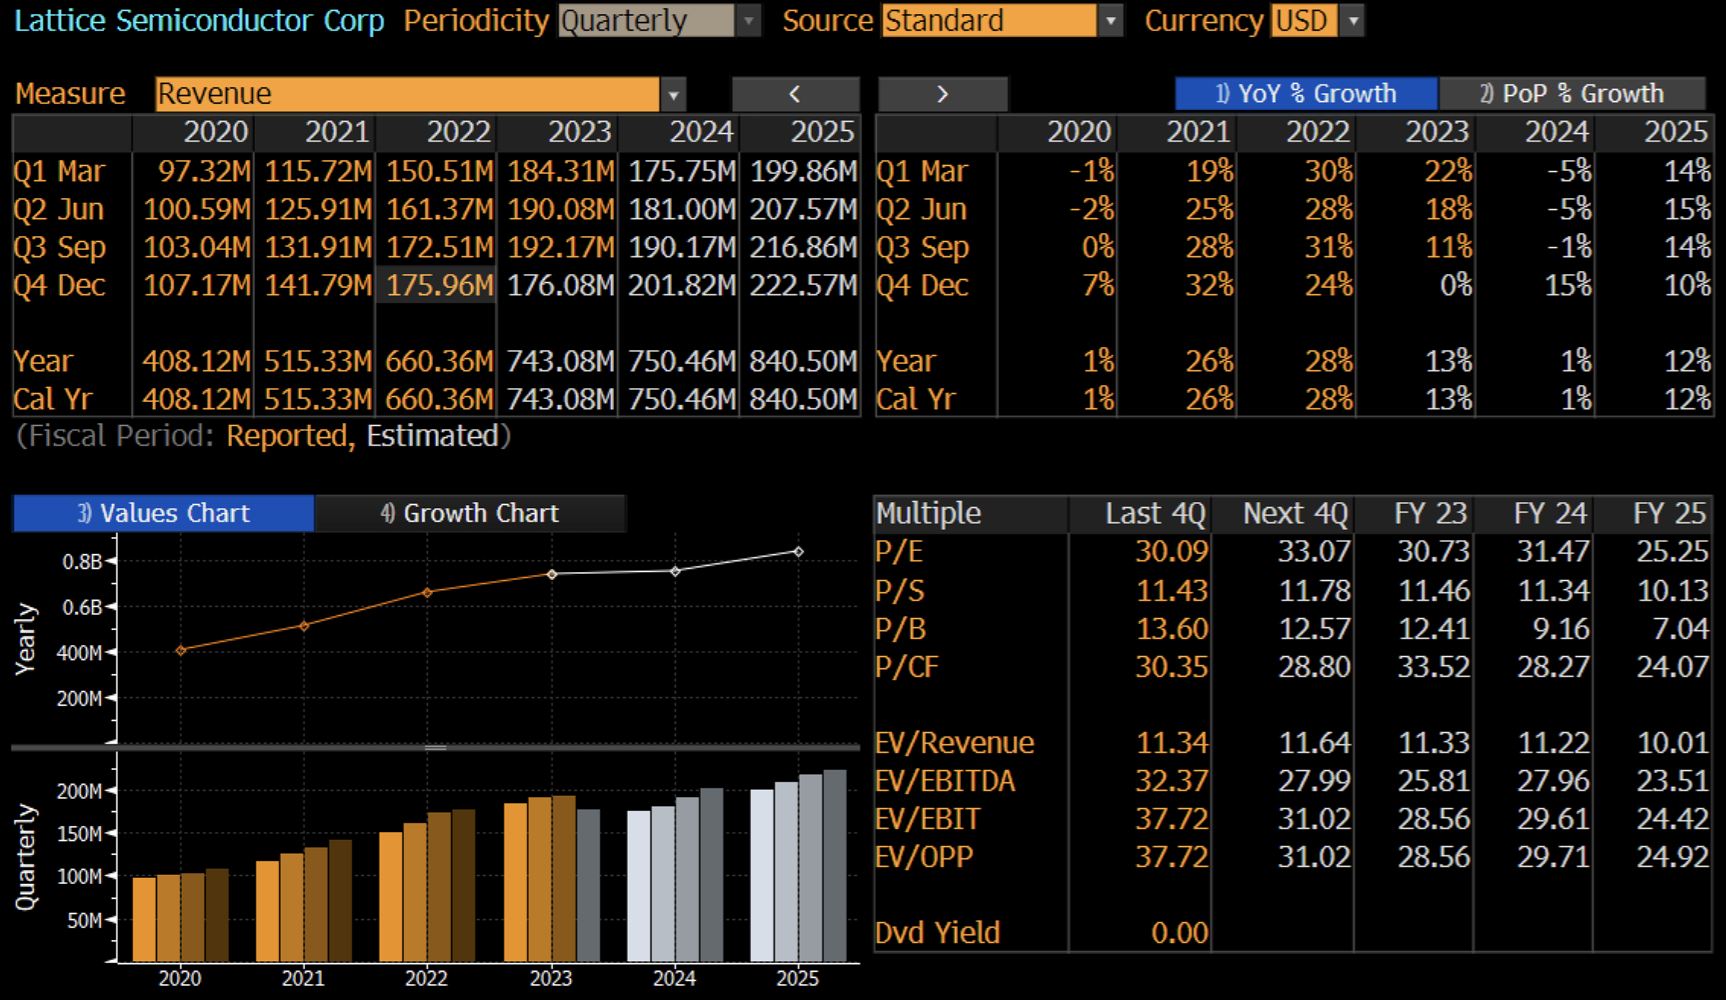 Lattice Semiconductor Corp Periodicity Quarterly Source Standard Currency USD
Measure Revenue < > 1) YoY % Growth 2) PoP % Growth
2020 2021 2022 2023 2024 2025 2020 2021 2022 2023 2024 2025
Q1 Mar 97.32M 115.72M 150.51M 184.31M 175.75M 199.86M Q1 Mar -1% 19% 30% 22% -5% 14%
Q2 Jun 100.59M 125.91M 161.37M 190.08M 181.00M 207.57M Q2 Jun -2% 25% 28% 18% -5% 15%
Q3 Sep 103.04M 131.91M 172.51M 192.17M 190.17M 216.86M Q3 Sep 0% 28% 31% 11% -1% 14%
Q4 Dec 107.17M 141.79M 175.96M 176.08M 201.82M 222.57M Q4 Dec 7% 32% 24% 0% 15% 10%
Year 408.12M 515.33M 660.36M 743.08M 750.46M 840.50M Year 1% 26% 28% 13% 1% 12%
Cal Yr 408.12M 515.33M 660.36M 743.08M 750.46M 840.50M Cal Yr 1% 26% 28% 13% 1% 12%
(Fiscal Period: Reported, Estimated)
3) Values Chart 4) Growth Chart
Yearly
0.8B
0.6B
400M
200M
Quarterly
200M
150M
100M
50M
2020 2021 2022 2023 2024 2025
Multiple Last 4Q Next 4Q FY 23 FY 24 FY 25
P/E 30.09 33.07 30.73 31.47 25.25
P/S 11.43 11.78 11.46 11.34 10.13
P/B 13.60 12.57 12.41 9.16 7.04
P/CF 30.35 28.80 33.52 28.27 24.07
EV/Revenue 11.34 11.64 11.33 11.22 10.01
EV/EBITDA 32.37 27.99 25.81 27.96 23.51
EV/EBIT 37.72 31.02 28.56 29.61 24.42
EV/OPP 37.72 31.02 28.56 29.71 24.92
Dvd Yield 0.00